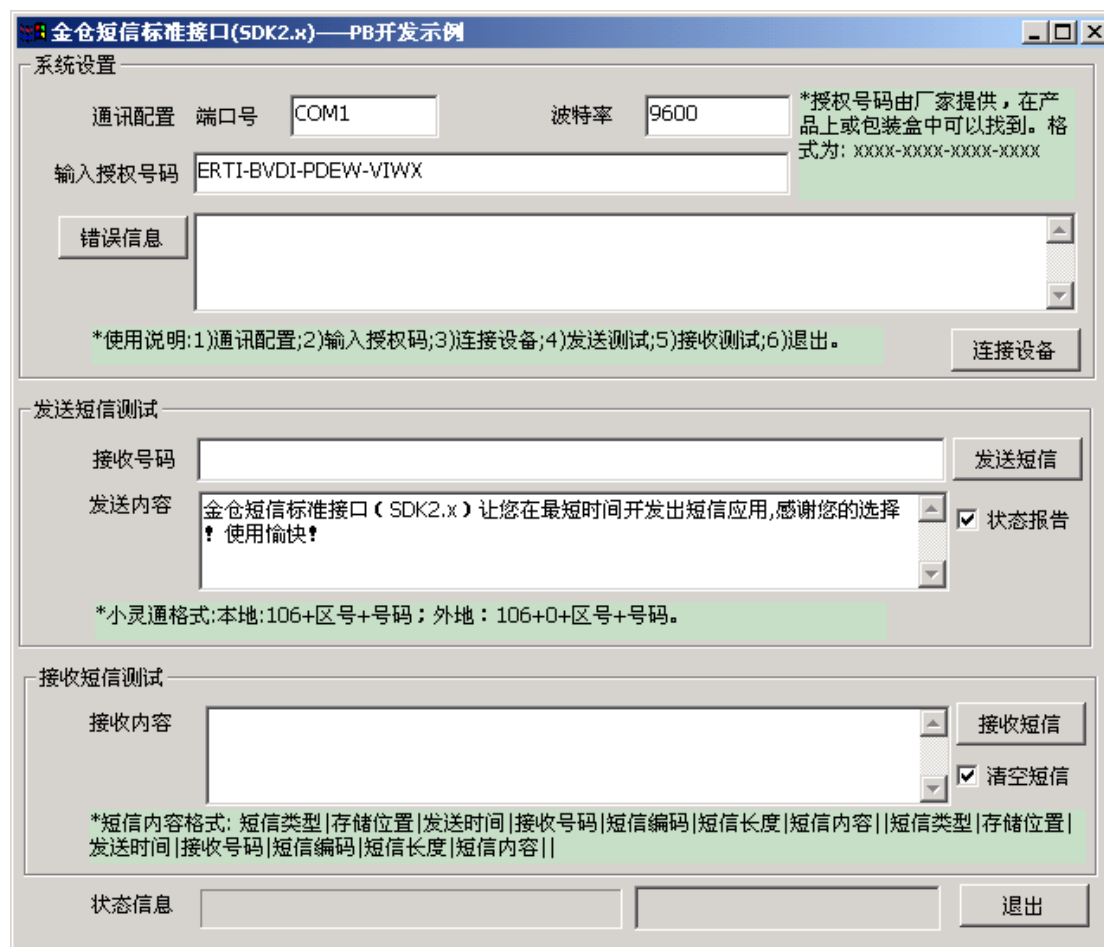 金仓短信标准接口(SDK2.x)——PB开发示例
系统设置
通讯配置 端口号 COM1 波特率 9600
*授权号码由厂家提供，在产
品上或包装盒中可以找到。格
式为: xxxx-xxxx-xxxx-xxxx
输入授权号码 ERTI-BVDI-PDEW-VIWX
错误信息
*使用说明:1)通讯配置;2)输入授权码;3)连接设备;4)发送测试;5)接收测试;6)退出。
连接设备
发送短信测试
接收号码 发送短信
发送内容 金仓短信标准接口（SDK2.x）让您在最短时间开发出短信应用,感谢您的选择
！使用愉快！
状态报告
*小灵通格式:本地:106+区号+号码；外地：106+0+区号+号码。
接收短信测试
接收内容 接收短信
清空短信
*短信内容格式: 短信类型|存储位置|发送时间|接收号码|短信编码|短信长度|短信内容||短信类型|存储位置|
发送时间|接收号码|短信编码|短信长度|短信内容||
状态信息 退出